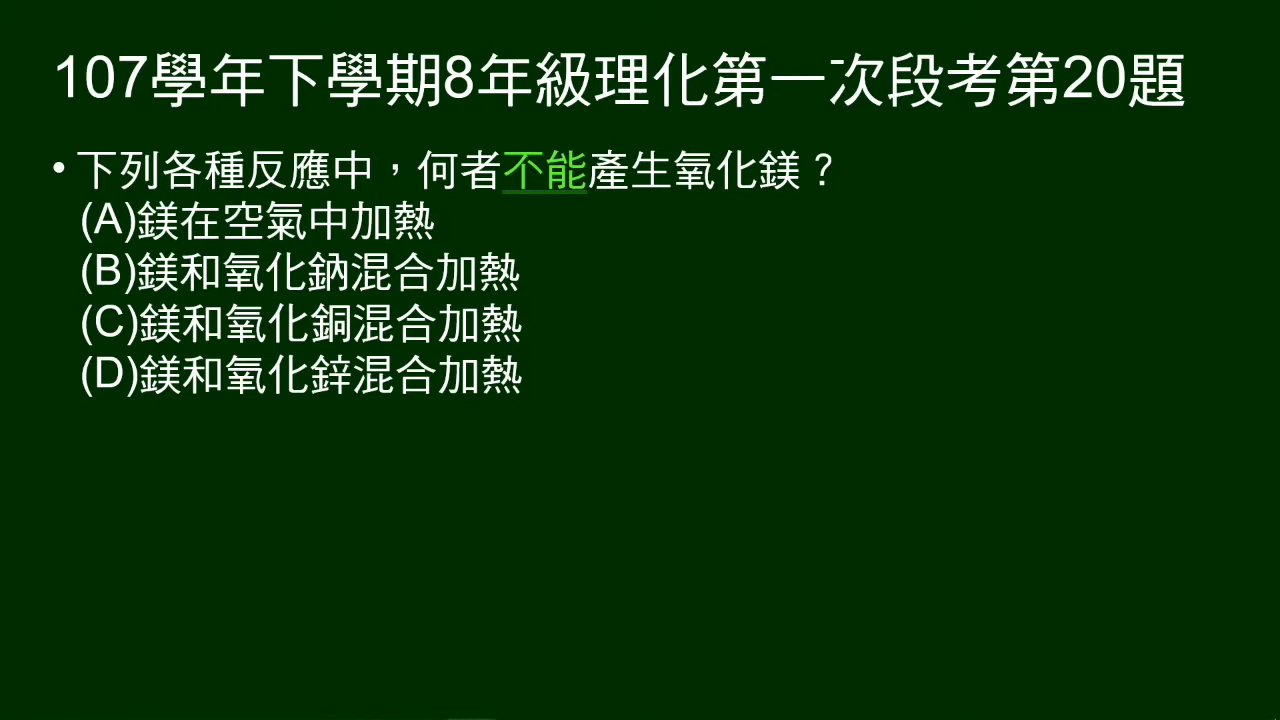 107學年下學期8年級理化第一次段考第20題
• 下列各種反應中，何者不能產生氧化鎂？
(A)鎂在空氣中加熱
(B)鎂和氧化鈉混合加熱
(C)鎂和氧化銅混合加熱
(D)鎂和氧化鋅混合加熱